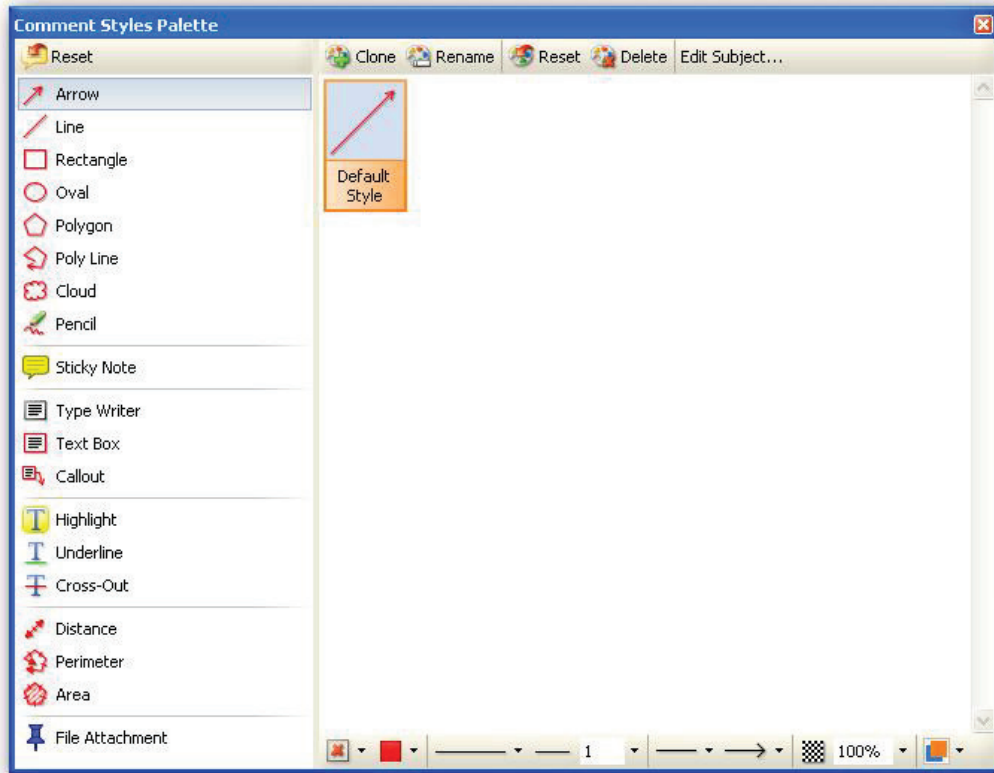 Comment Styles Palette
Reset
Clone Rename Reset Delete Edit Subject...
Arrow
Line
Rectangle
Oval
Polygon
Poly Line
Cloud
Pencil
Sticky Note
Type Writer
Text Box
Callout
Highlight
Underline
Cross-Out
Distance
Perimeter
Area
File Attachment
Default
Style
1
100%